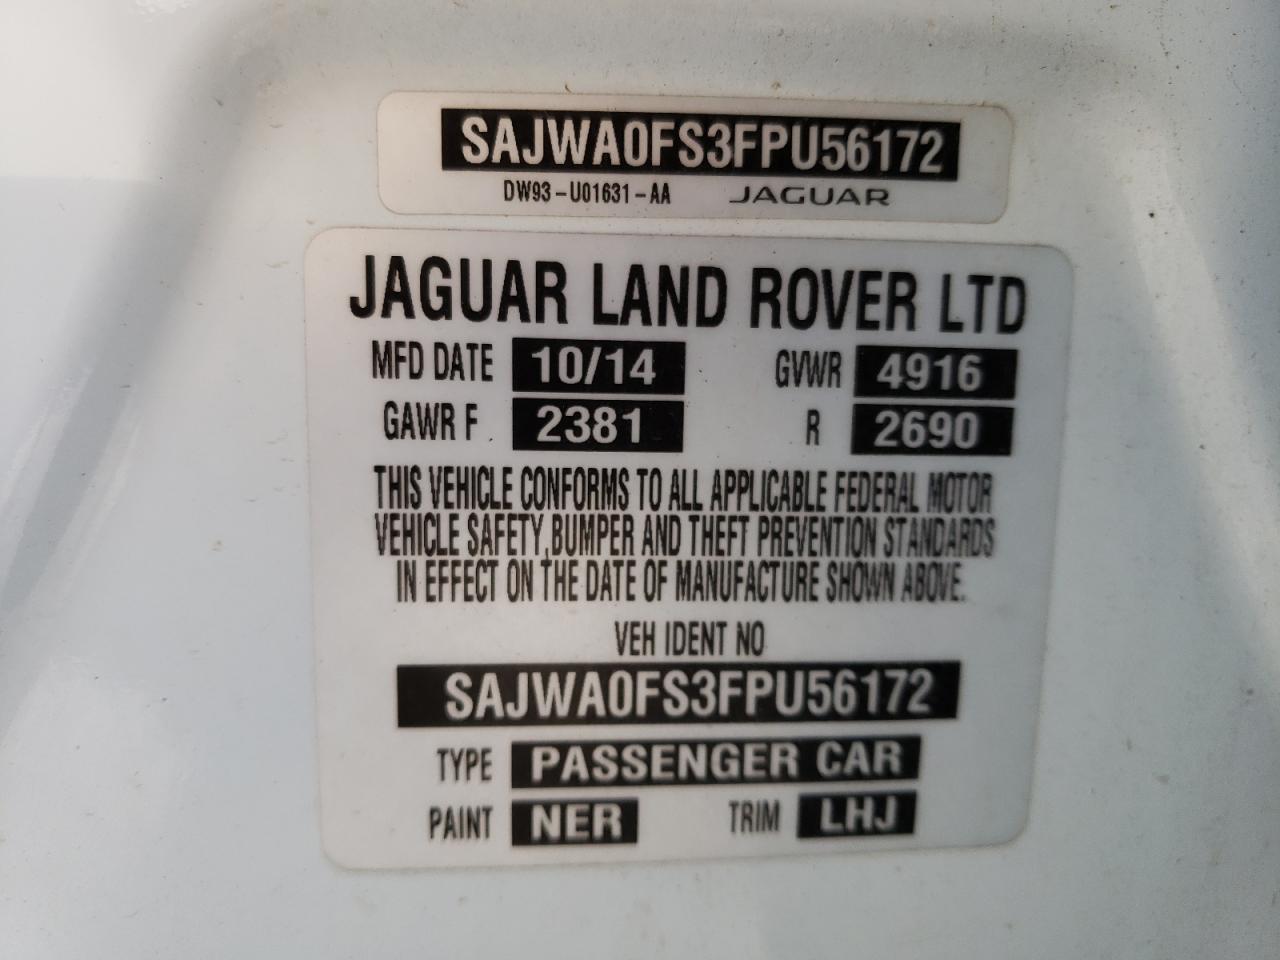 SAJWA0FS3FPU56172
DW93-U01631-AA JAGUAR
JAGUAR LAND ROVER LTD
MFD DATE 10/14 GVWR 4916
GAWR F 2381 R 2690
THIS VEHICLE CONFORMS TO ALL APPLICABLE FEDERAL MOTOR
VEHICLE SAFETY,BUMPER AND THEFT PREVENTION STANDARDS
IN EFFECT ON THE DATE OF MANUFACTURE SHOWN ABOVE.
VEH IDENT NO
SAJWA0FS3FPU56172
TYPE PASSENGER CAR
PAINT NER TRIM LHJ